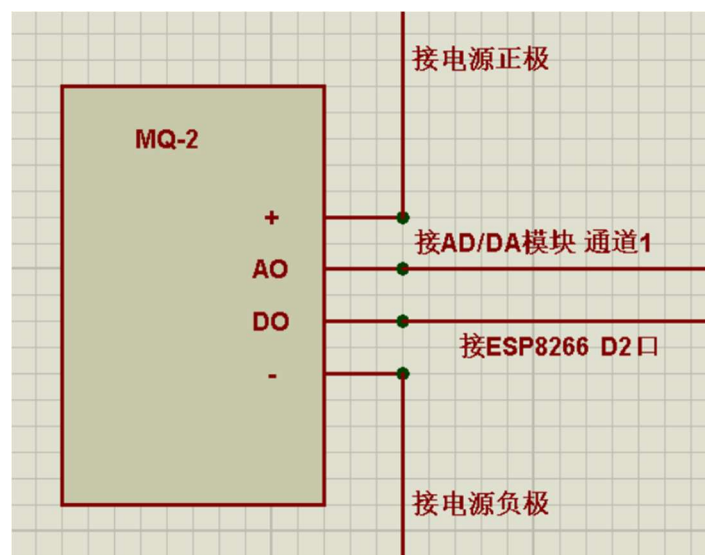 接电源正极
MQ-2
+
接AD/DA模块 通道1
AO
DO
接ESP8266 D2口
-
接电源负极